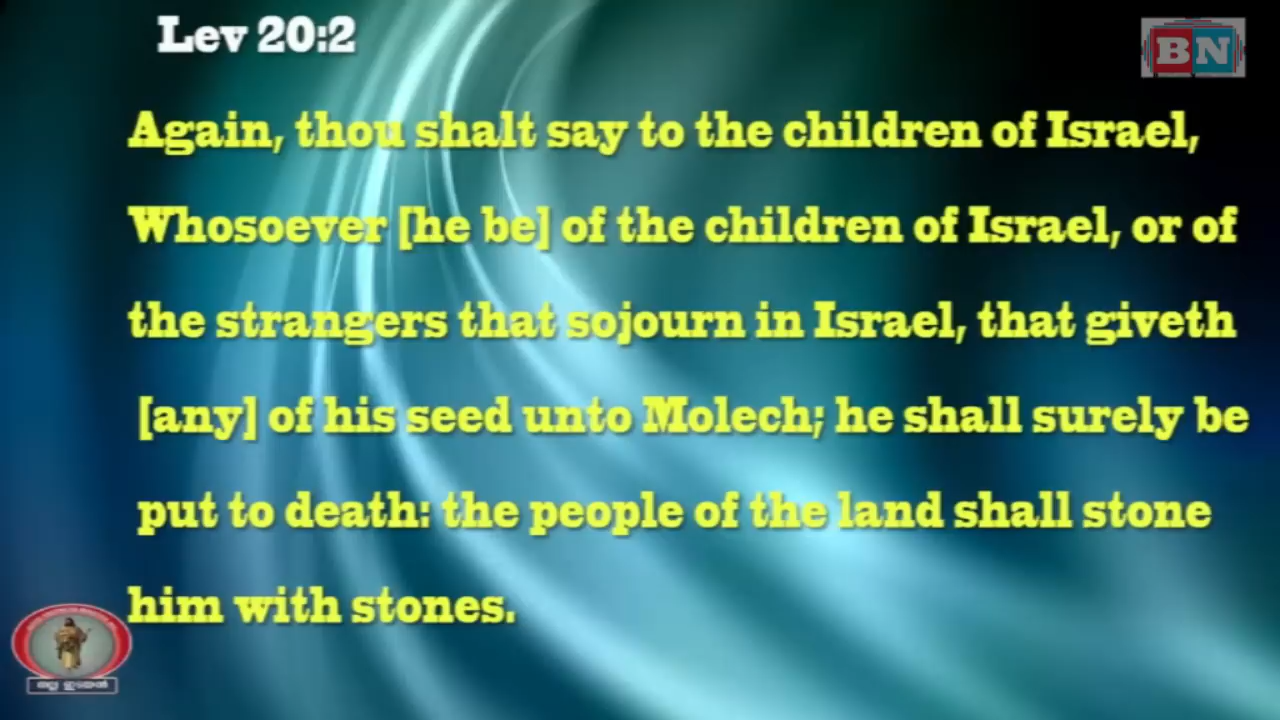 Lev 20:2
BN
Again, thou shalt say to the children of Israel,
Whosoever [he be] of the children of Israel, or of
the strangers that sojourn in Israel, that giveth
[any] of his seed unto Molech; he shall surely be
put to death: the people of the land shall stone
him with stones.
നല്ല ഇടയൻ